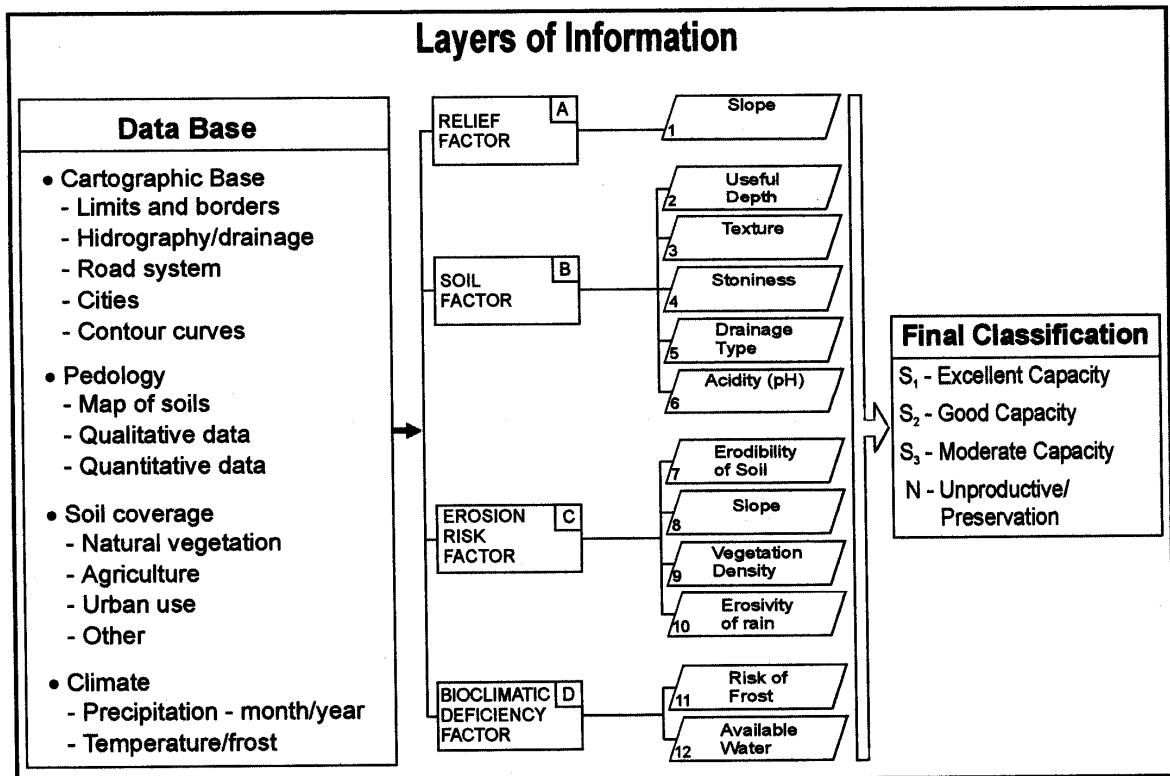 Layers of Information
Data Base
• Cartographic Base
- Limits and borders
- Hidrography/drainage
- Road system
- Cities
- Contour curves
• Pedology
- Map of soils
- Qualitative data
- Quantitative data
• Soil coverage
- Natural vegetation
- Agriculture
- Urban use
- Other
• Climate
- Precipitation - month/year
- Temperature/frost
RELIEF
FACTOR
A
SOIL
FACTOR
B
EROSION
RISK
FACTOR
C
BIOCLIMATIC
DEFICIENCY
FACTOR
D
Slope
1
Useful
Depth
2
Texture
3
Stoniness
4
Drainage
Type
5
Acidity (pH)
6
Erodibility
of Soil
7
Slope
8
Vegetation
Density
9
Erosivity
of rain
10
Risk of
Frost
11
Available
Water
12
Final Classification
S₁ - Excellent Capacity
S₂ - Good Capacity
S₃ - Moderate Capacity
N - Unproductive/
Preservation